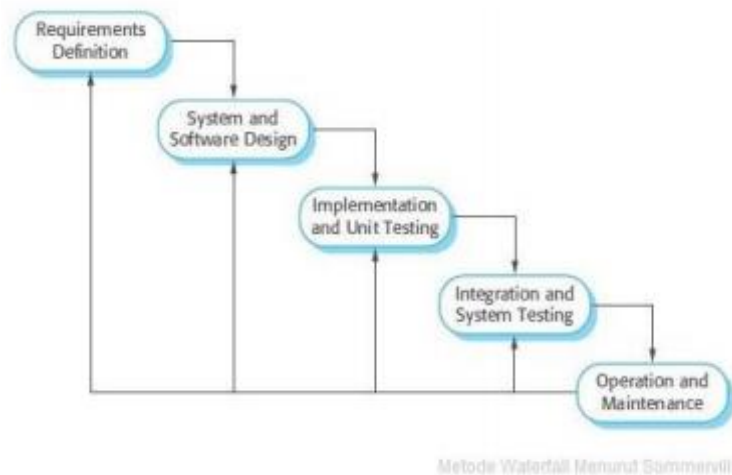 Requirements
Definition
System and
Software Design
Implementation
and Unit Testing
Integration and
System Testing
Operation and
Maintenance
Metode Waterfall Menurut Sommervill